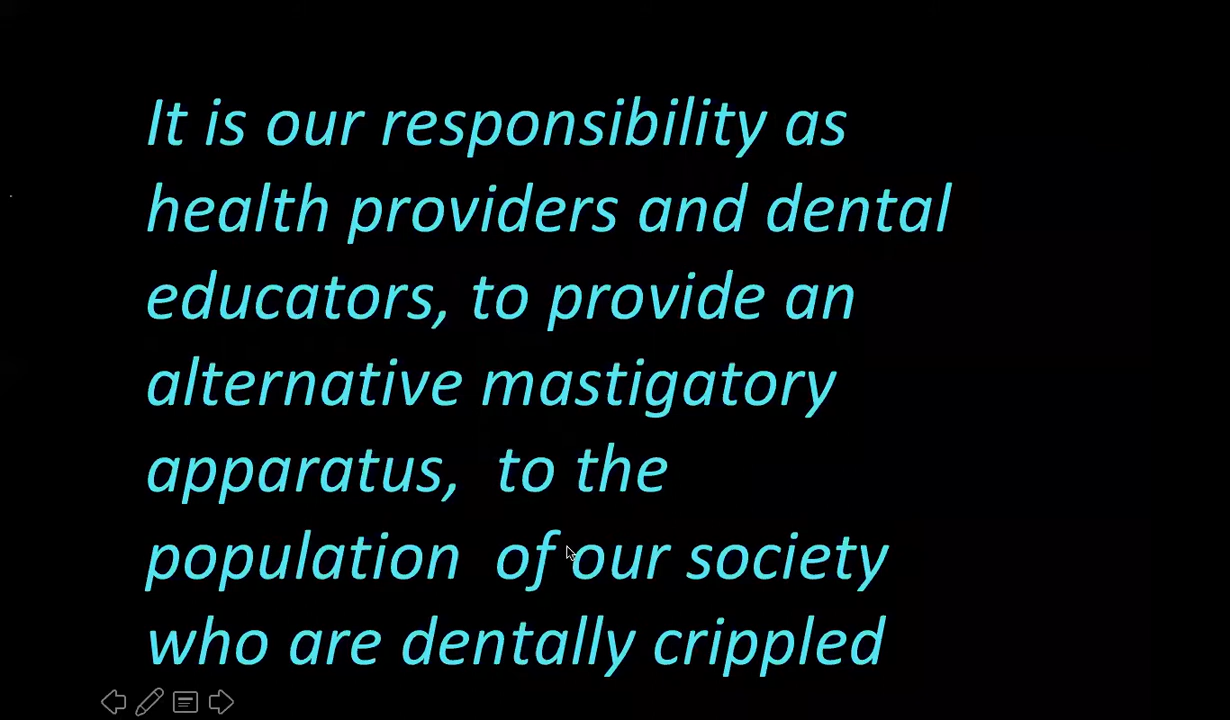 It is our responsibility as
health providers and dental
educators, to provide an
alternative mastigatory
apparatus,  to the
population  of our society
who are dentally crippled